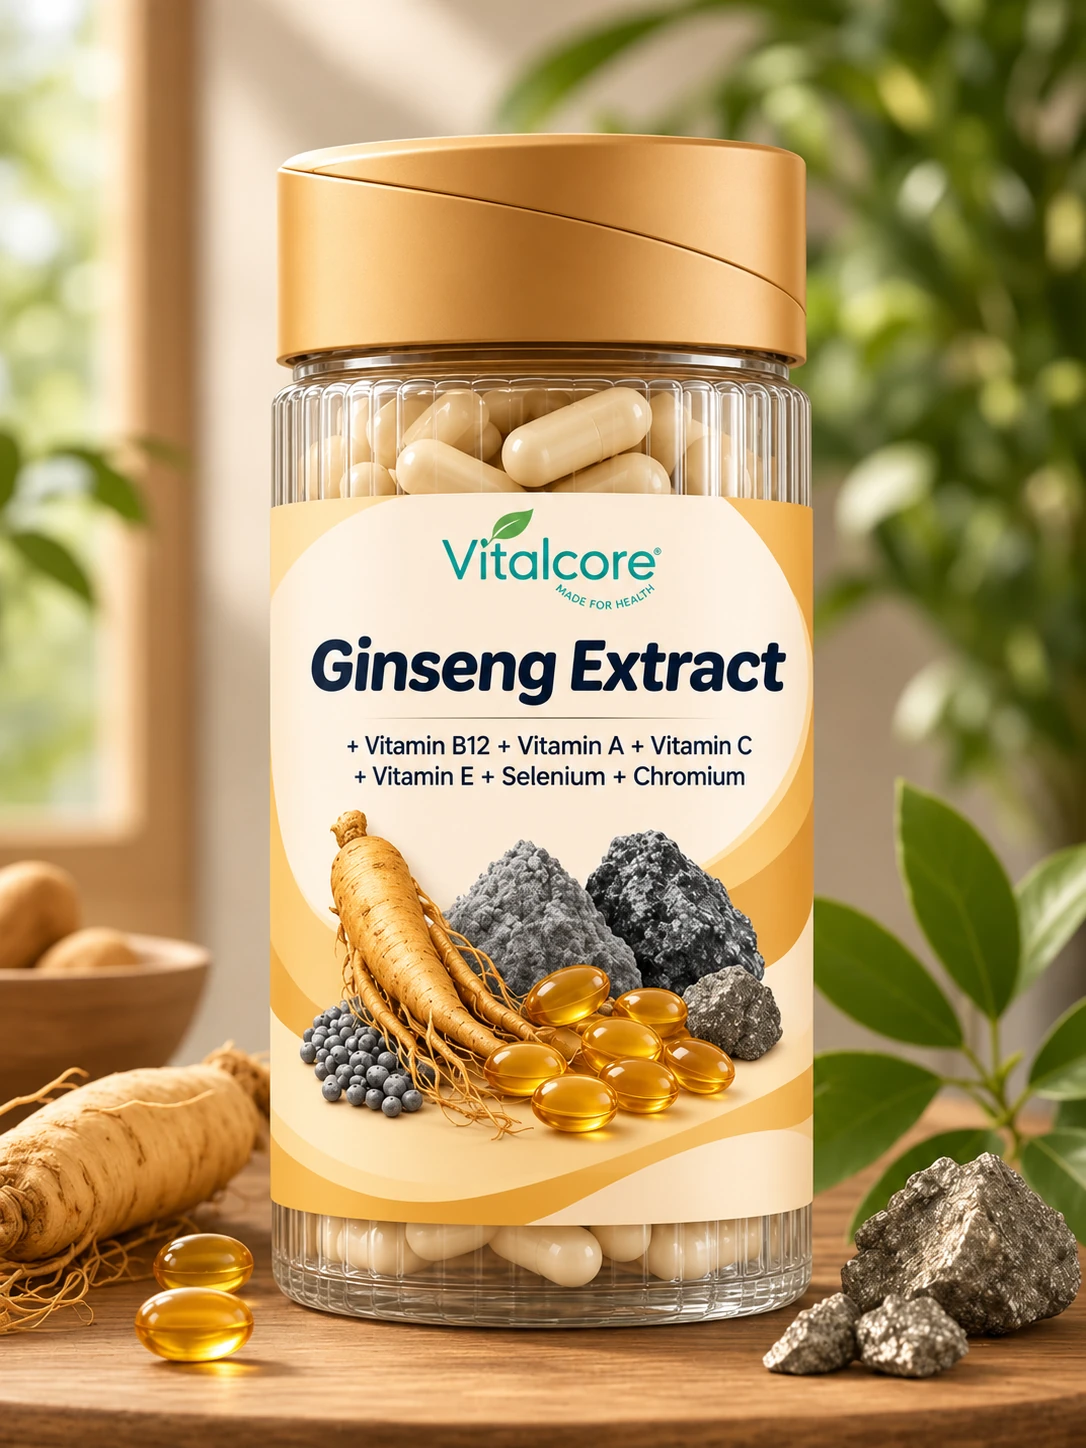 Vitalcore®
MADE FOR HEALTH
Ginseng Extract
+ Vitamin B12 + Vitamin A + Vitamin C
+ Vitamin E + Selenium + Chromium